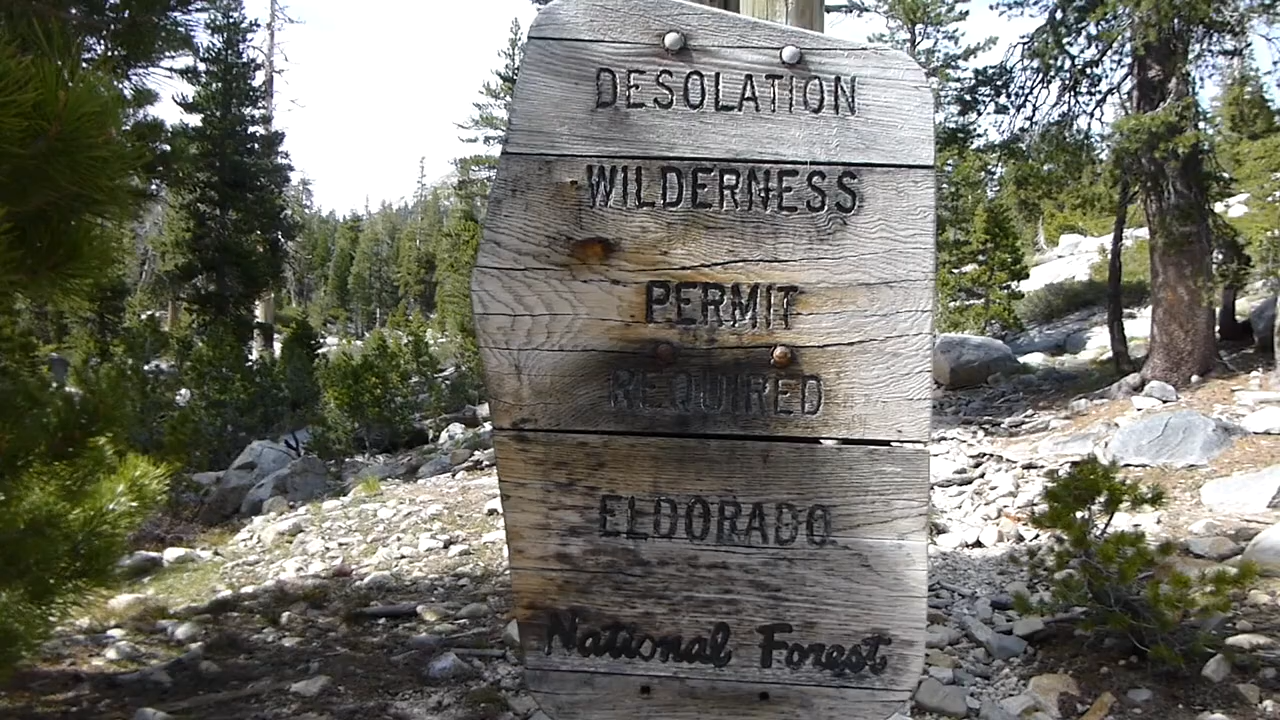 DESOLATION
WILDERNESS
PERMIT
REQUIRED
ELDORADO
National Forest